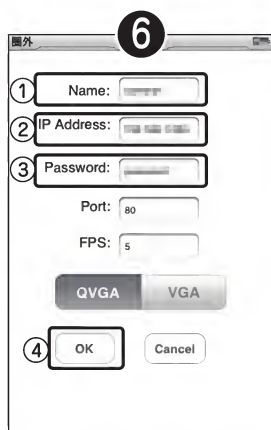 6
圏外
① Name:
② IP Address:
③ Password:
Port: 80
FPS: 5
QVGA VGA
④ OK Cancel